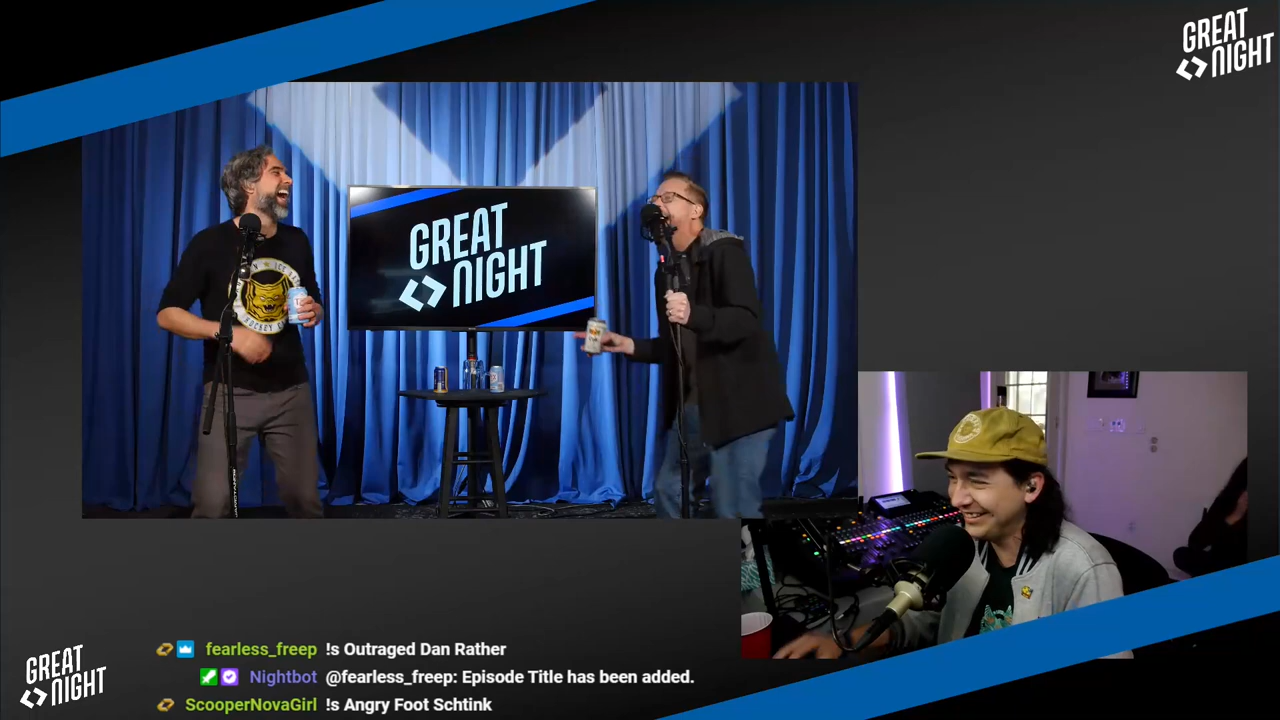 GREAT
NIGHT
GREAT
NIGHT
HOCKEY
GREAT
NIGHT
fearless_freep !s Outraged Dan Rather
Nightbot @fearless_freep: Episode Title has been added.
ScooperNovaGirl !s Angry Foot Schtink